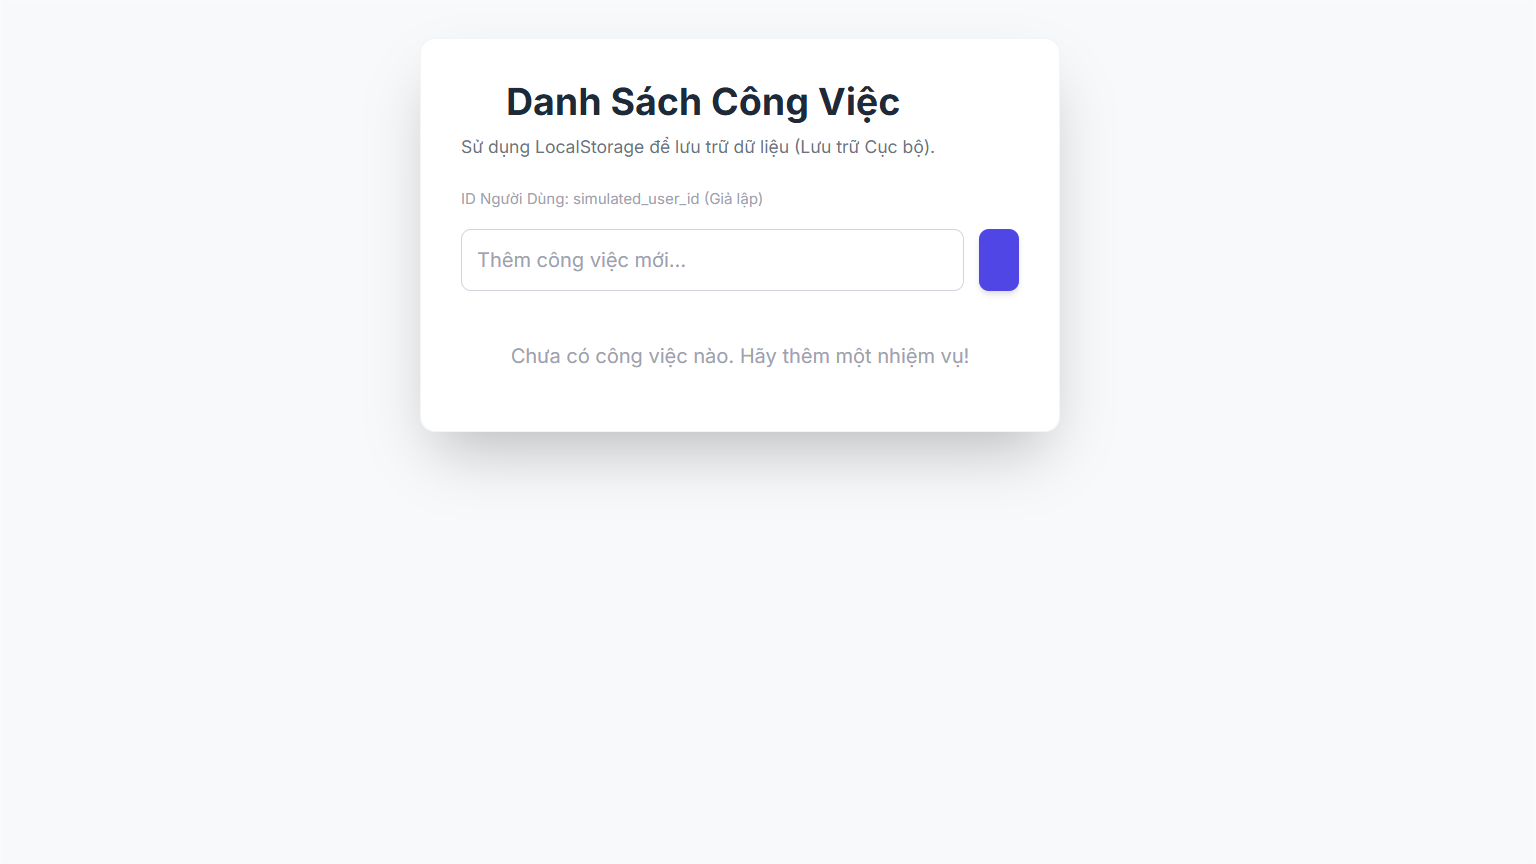 Danh Sách Công Việc
Sử dụng LocalStorage để lưu trữ dữ liệu (Lưu trữ Cục bộ).
ID Người Dùng: simulated_user_id (Giả lập)
Thêm công việc mới...
Chưa có công việc nào. Hãy thêm một nhiệm vụ!